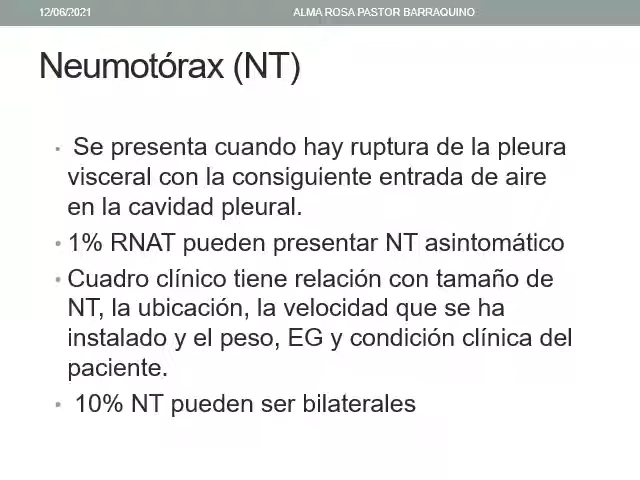 12/06/2021 ALMA ROSA PASTOR BARRAQUINO
Neumotórax (NT)
• Se presenta cuando hay ruptura de la pleura
visceral con la consiguiente entrada de aire
en la cavidad pleural.
• 1% RNAT pueden presentar NT asintomático
• Cuadro clínico tiene relación con tamaño de
NT, la ubicación, la velocidad que se ha
instalado y el peso, EG y condición clínica del
paciente.
• 10% NT pueden ser bilaterales